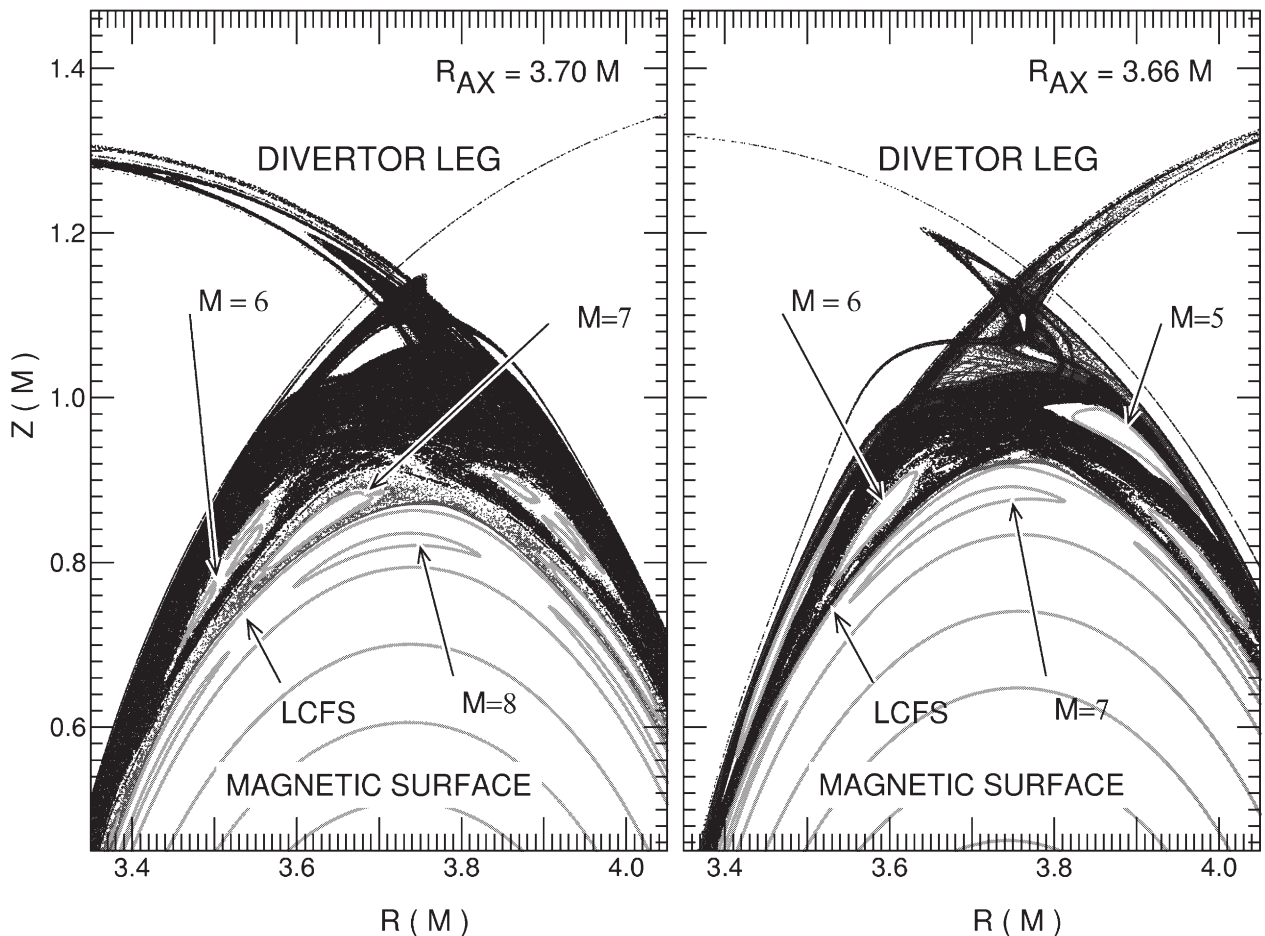 R_AX = 3.70 M
DIVERTOR LEG
M = 6
M=7
LCFS
M=8
MAGNETIC SURFACE
1.4
1.2
1.0
0.8
0.6
Z ( M )
3.4 3.6 3.8 4.0
R ( M )
R_AX = 3.66 M
DIVETOR LEG
M = 6
M=5
LCFS
M=7
MAGNETIC SURFACE
3.4 3.6 3.8 4.0
R ( M )